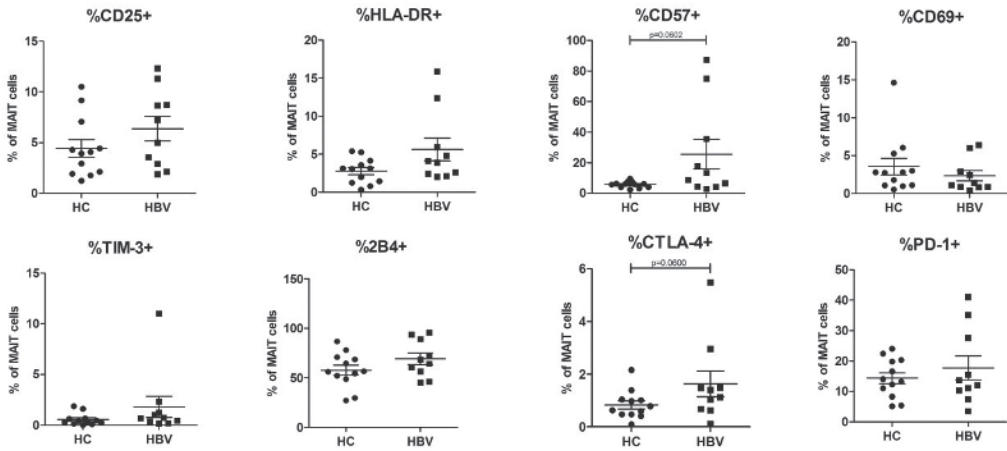 %CD25+
% of MAIT cells
15
10
5
0
HC HBV
%HLA-DR+
% of MAIT cells
20
15
10
5
0
HC HBV
%CD57+
p=0.0602
% of MAIT cells
100
80
60
40
20
0
HC HBV
%CD69+
% of MAIT cells
20
15
10
5
0
HC HBV
%TIM-3+
% of MAIT cells
15
10
5
0
HC HBV
%2B4+
% of MAIT cells
150
100
50
0
HC HBV
%CTLA-4+
p=0.0600
% of MAIT cells
6
4
2
0
HC HBV
%PD-1+
% of MAIT cells
50
40
30
20
10
0
HC HBV